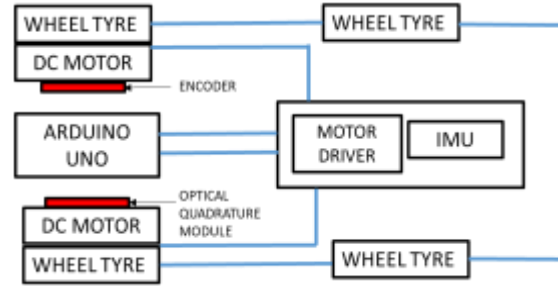 WHEEL TYRE
WHEEL TYRE
DC MOTOR
ENCODER
ARDUINO
UNO
MOTOR
DRIVER
IMU
OPTICAL
QUADRATURE
MODULE
DC MOTOR
WHEEL TYRE
WHEEL TYRE